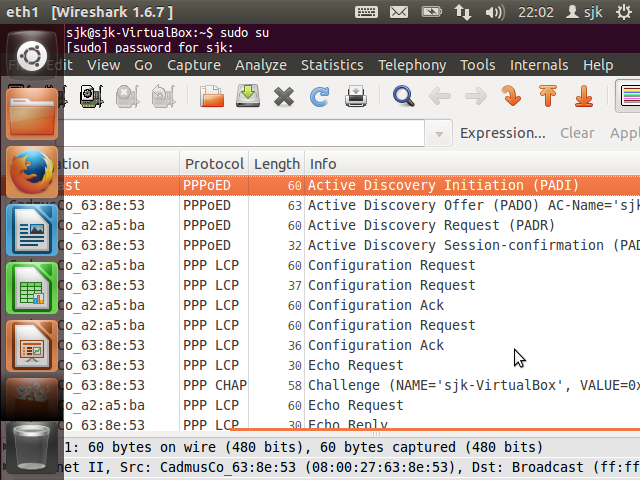 eth1 [Wireshark 1.6.7 ] 22:02 sjk
sjk@sjk-VirtualBox:~$ sudo su
[sudo] password for sjk:
Edit View Go Capture Analyze Statistics Telephony Tools Internals Help
Expression... Clear
Protocol Length Info
PPPoED 60 Active Discovery Initiation (PADI)
CadmusCo_63:8e:53 PPPoED 63 Active Discovery Offer (PADO) AC-Name='sjk
Co_a2:a5:ba PPPoED 60 Active Discovery Request (PADR)
Co_63:8e:53 PPPoED 32 Active Discovery Session-confirmation (PAD
Co_a2:a5:ba PPP LCP 60 Configuration Request
Co_63:8e:53 PPP LCP 37 Configuration Request
Co_a2:a5:ba PPP LCP 60 Configuration Ack
Co_a2:a5:ba PPP LCP 60 Configuration Request
Co_63:8e:53 PPP LCP 36 Configuration Ack
Co_63:8e:53 PPP LCP 30 Echo Request
Co_63:8e:53 PPP CHAP 58 Challenge (NAME='sjk-VirtualBox', VALUE=0x
Co_a2:a5:ba PPP LCP 60 Echo Request
Co_63:8e:53 PPP LCP 30 Echo Reply
1: 60 bytes on wire (480 bits), 60 bytes captured (480 bits)
net II, Src: CadmusCo_63:8e:53 (08:00:27:63:8e:53), Dst: Broadcast (ff:ff